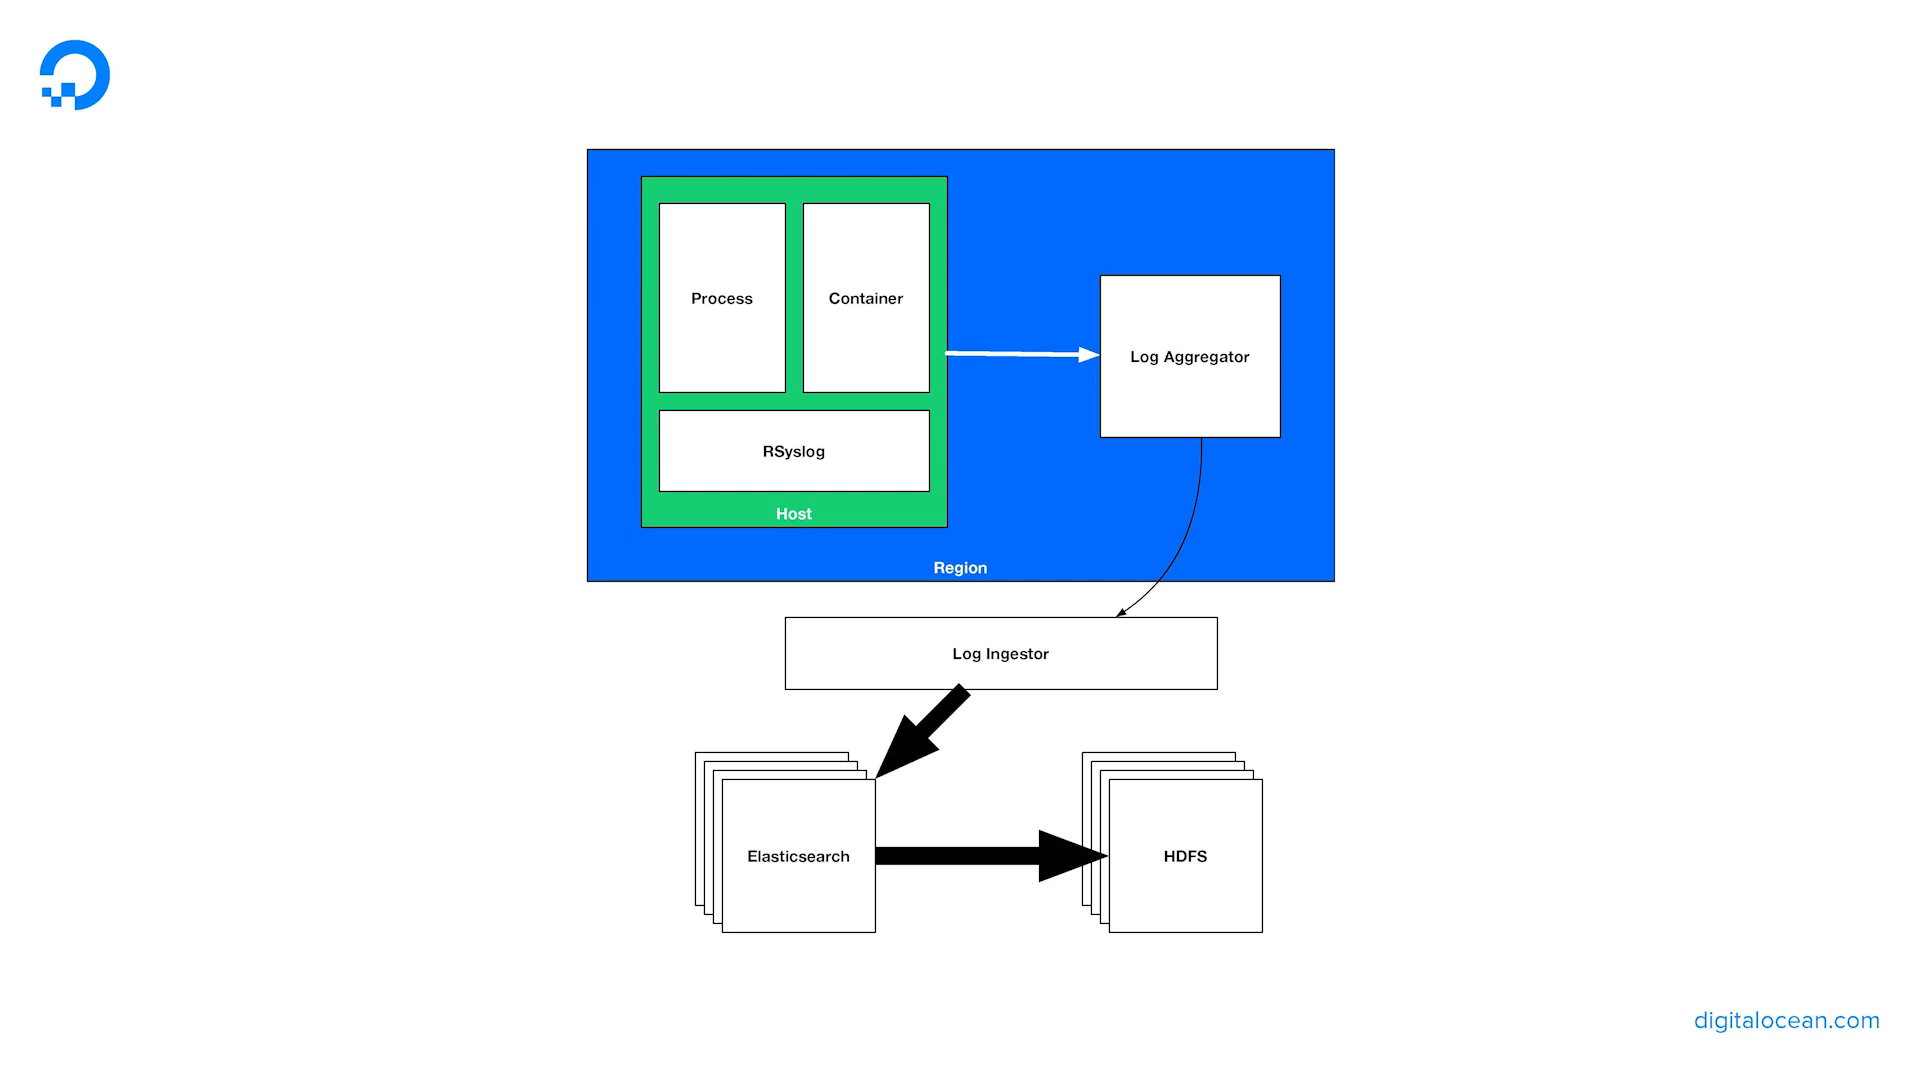 Process
Container
Log Aggregator
RSyslog
Host
Region
Log Ingestor
Elasticsearch
HDFS
digitalocean.com